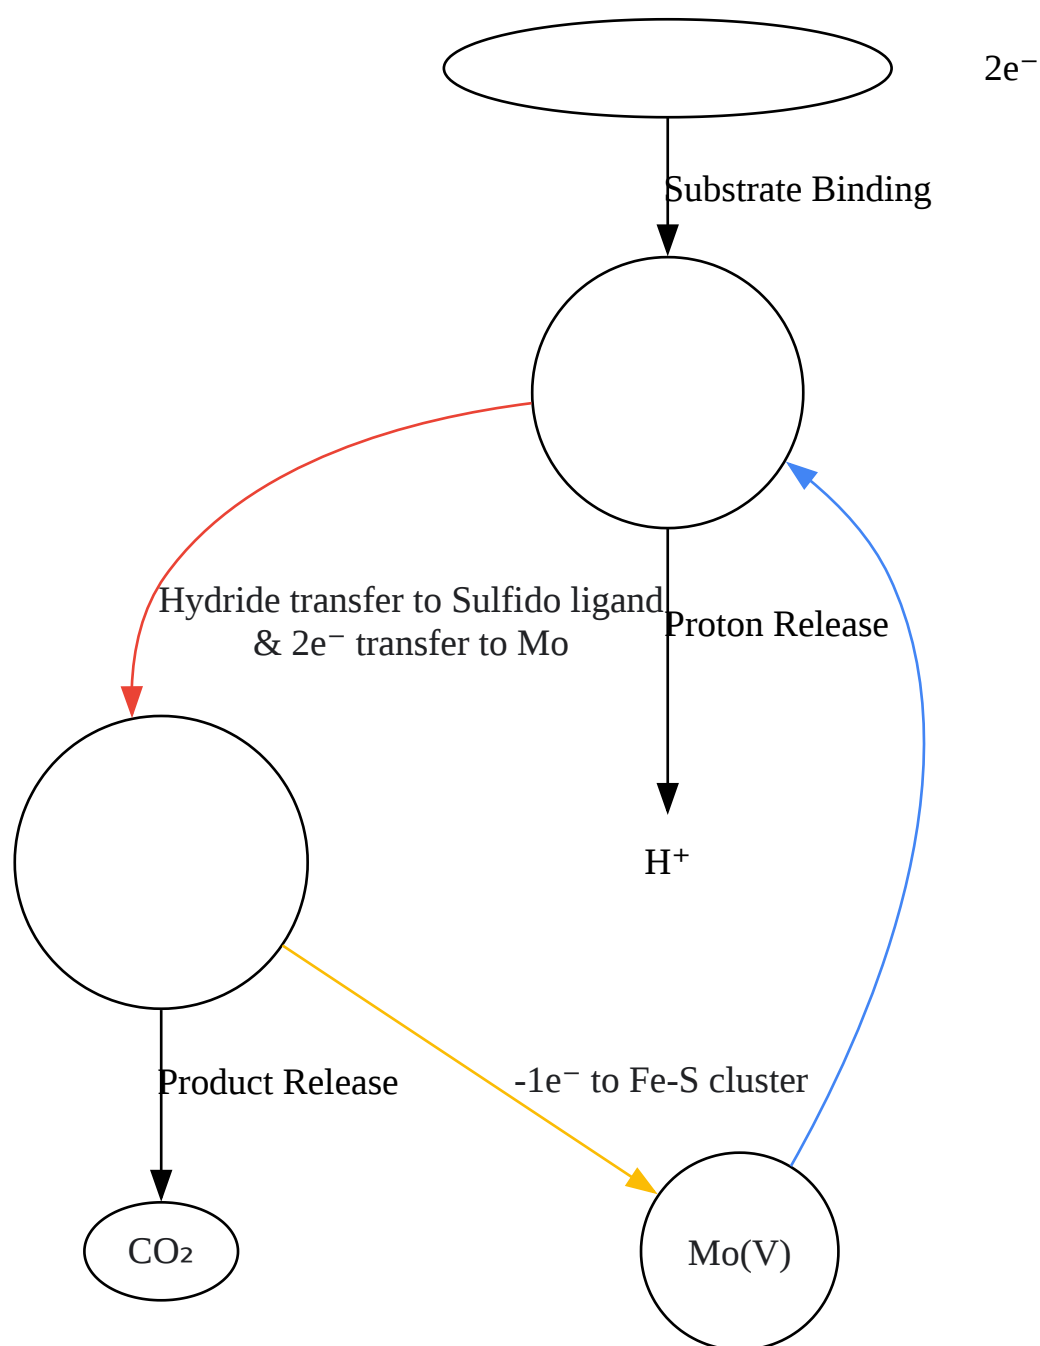 2e⁻
Substrate Binding
Hydride transfer to Sulfido ligand
& 2e⁻ transfer to Mo
Proton Release
H⁺
Product Release
-1e⁻ to Fe-S cluster
CO₂
Mo(V)